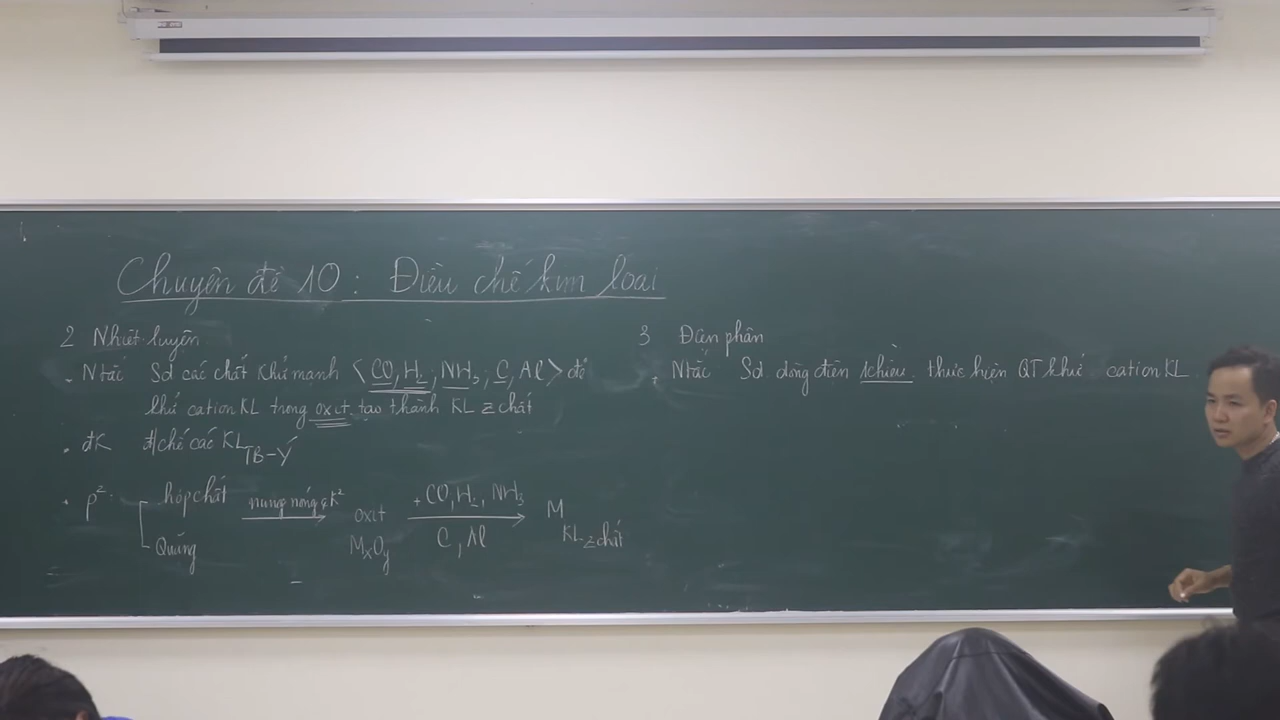 Chuyên đề 10 : Điều chế kim loại
2 Nhiệt luyện
. Ntắc Sd các chất khử mạnh <CO, H₂, NH₃, C, Al> để
khử cation KL trong oxit tạo thành KL z chất
. đK đ/chế các KL TB-Y
. p². hợp chất
Quặng
nung nóng q K²
oxit
MxOy
+ CO, H₂, NH₃
C, Al
M
KL z chất
3 Điện phân
. Ntắc Sd dòng điện 1chiều thực hiện QT khử cation KL